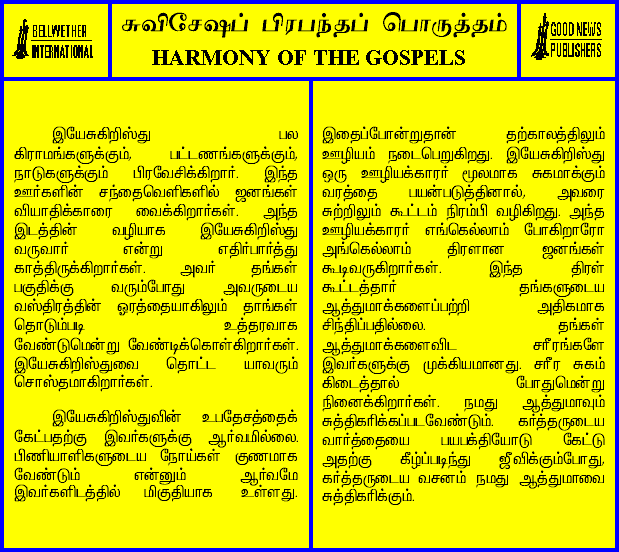 BELLWETHER
INTERNATIONAL
சுவிசேஷப் பிரபந்தப் பொருத்தம்
HARMONY OF THE GOSPELS
GOOD NEWS
PUBLISHERS
இயேசுகிறிஸ்து பல
கிராமங்களுக்கும், பட்டணங்களுக்கும்,
நாடுகளுக்கும் பிரவேசிக்கிறார். இந்த
ஊர்களின் சந்தைவெளிகளில் ஜனங்கள்
வியாதிக்காரை வைக்கிறார்கள். அந்த
இடத்தின் வழியாக இயேசுகிறிஸ்து
வருவார் என்று எதிர்பார்த்து
காத்திருக்கிறார்கள். அவர் தங்கள்
பகுதிக்கு வரும்போது அவருடைய
வஸ்திரத்தின் ஓரத்தையாகிலும் தாங்கள்
தொடும்படி உத்தரவாக
வேண்டுமென்று வேண்டிக்கொள்கிறார்கள்.
இயேசுகிறிஸ்துவை தொட்ட யாவரும்
சொஸ்தமாகிறார்கள்.
இயேசுகிறிஸ்துவின் உபதேசத்தைக்
கேட்பதற்கு இவர்களுக்கு ஆர்வமில்லை.
பிணியாளிகளுடைய நோய்கள் குணமாக
வேண்டும் என்னும் ஆர்வமே
இவர்களிடத்தில் மிகுதியாக உள்ளது.
இதைப்போன்றுதான் தற்காலத்திலும்
ஊழியம் நடைபெறுகிறது. இயேசுகிறிஸ்து
ஒரு ஊழியக்காரர் மூலமாக சுகமாக்கும்
வரத்தை பயன்படுத்தினால், அவரை
சுற்றிலும் கூட்டம் நிரம்பி வழிகிறது. அந்த
ஊழியக்காரர் எங்கெல்லாம் போகிறாரோ
அங்கெல்லாம் திரளான ஜனங்கள்
கூடிவருகிறார்கள். இந்த திரள்
கூட்டத்தார் தங்களுடைய
ஆத்துமாக்களைப்பற்றி அதிகமாக
சிந்திப்பதில்லை. தங்கள்
ஆத்துமாக்களைவிட சரீரங்களே
இவர்களுக்கு முக்கியமானது. சரீர சுகம்
கிடைத்தால் போதுமென்று
நினைக்கிறார்கள். நமது ஆத்துமாவும்
சுத்திகரிக்கப்படவேண்டும். கர்த்தருடைய
வார்த்தையை பயபக்தியோடு கேட்டு
அதற்கு கீழ்ப்படிந்து ஜீவிக்கும்போது,
கர்த்தருடைய வசனம் நமது ஆத்துமாவை
சுத்திகரிக்கும்.